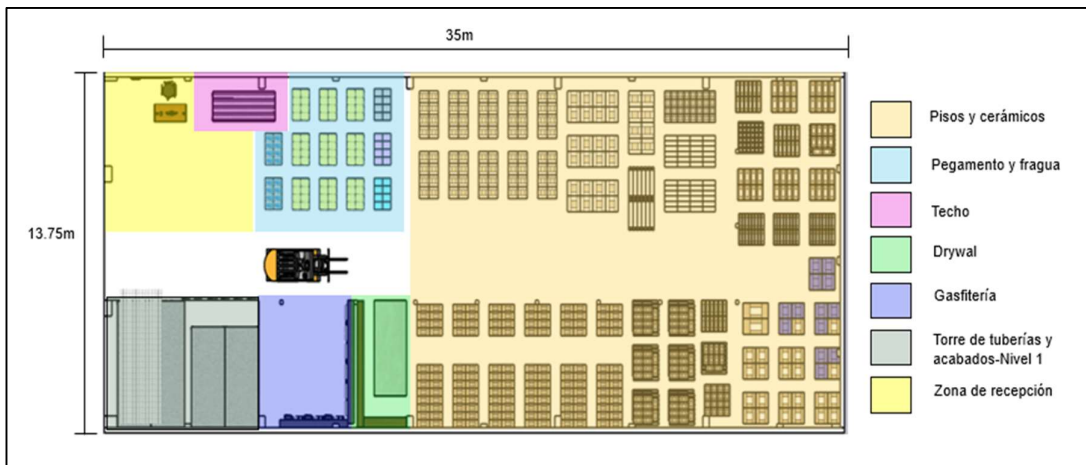 35m
13.75m
Pisos y cerámicos
Pegamento y fragua
Techo
Drywal
Gasfitería
Torre de tuberías y
acabados-Nivel 1
Zona de recepción